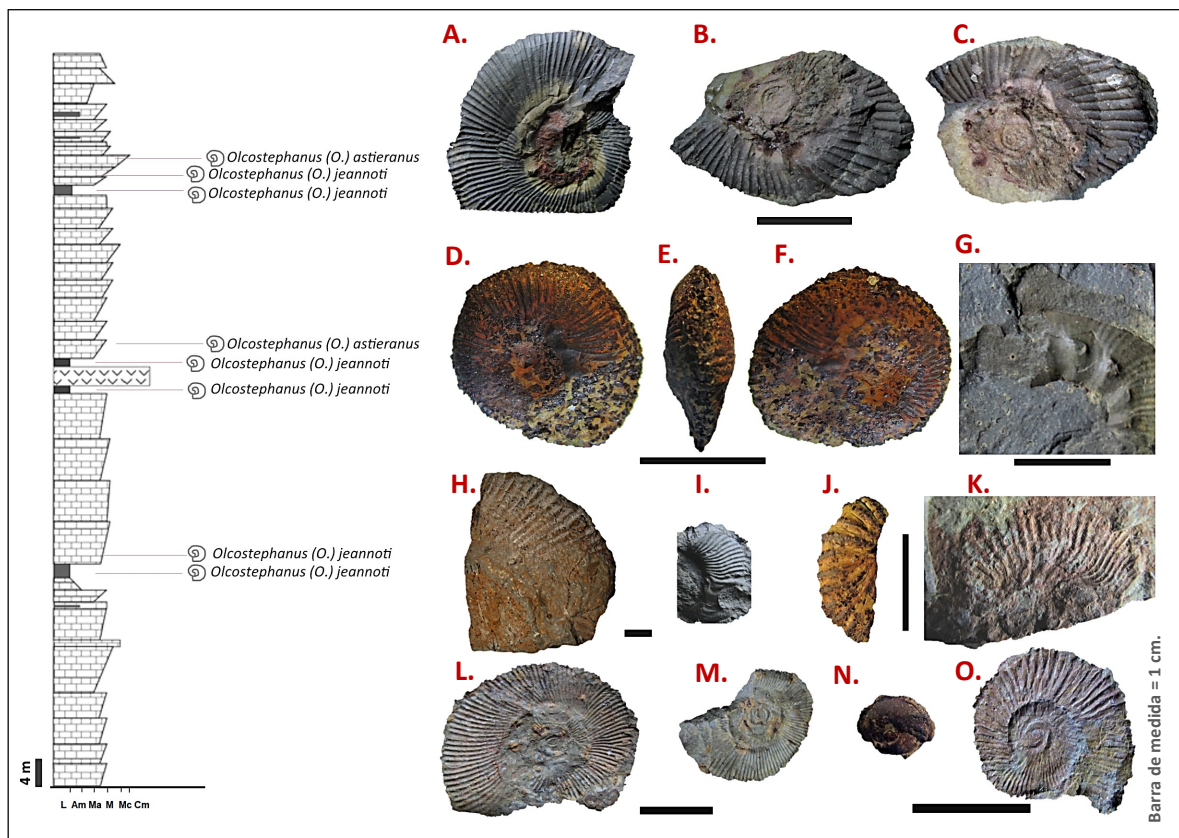 A.
B.
C.
Olcostephanus (O.) astieranus
Olcostephanus (O.) jeannoti
Olcostephanus (O.) jeannoti
D.
E.
F.
G.
Olcostephanus (O.) astieranus
Olcostephanus (O.) jeannoti
Olcostephanus (O.) jeannoti
H.
I.
J.
K.
Olcostephanus (O.) jeannoti
Olcostephanus (O.) jeannoti
L.
M.
N.
O.
Barra de medida = 1 cm.
4 m
L Am Ma M Mc Cm